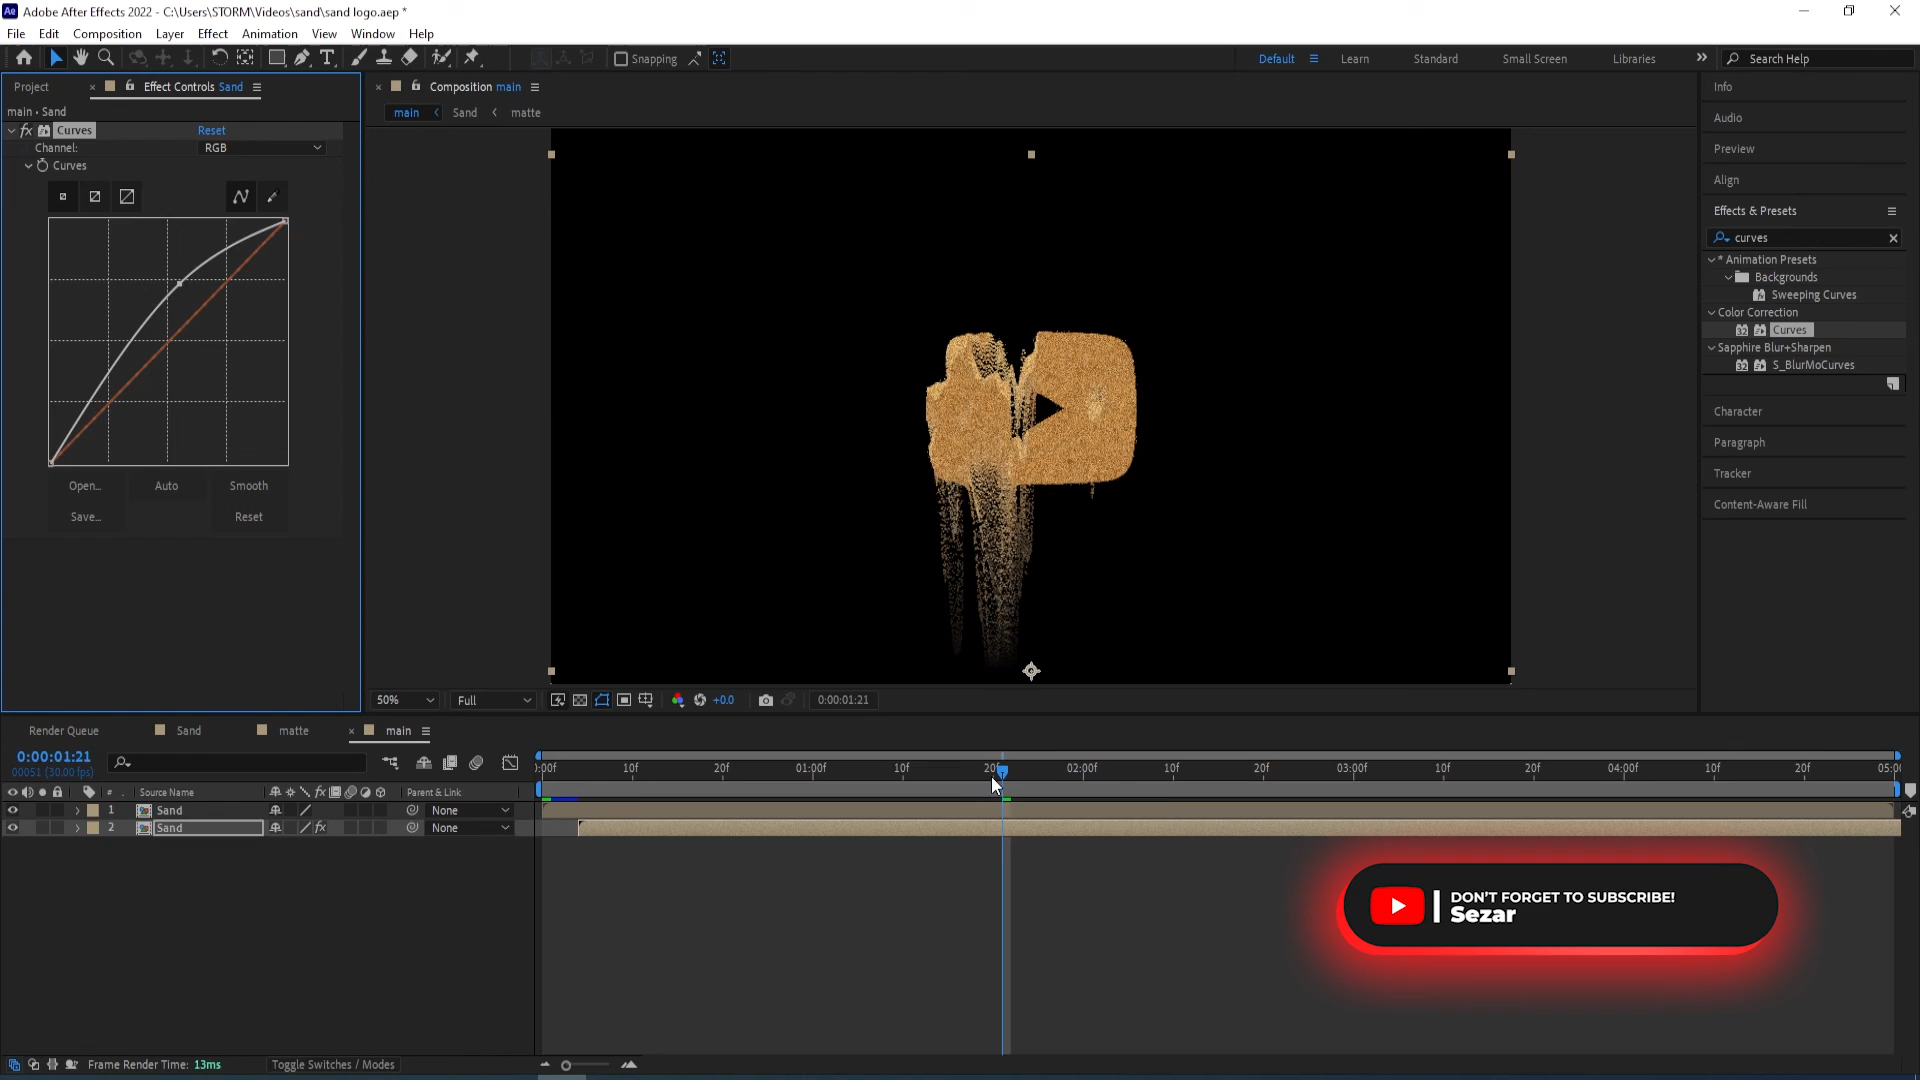 Adobe After Effects 2022 - C:\Users\STORM\Videos\sand\sand logo.aep *
File Edit Composition Layer Effect Animation View Window Help
Snapping
Default Learn Standard Small Screen Libraries Search Help
Project Effect Controls Sand
main • Sand
fx Curves Reset
Channel: RGB
Curves
Open... Auto Smooth
Save... Reset
Composition main
main Sand matte
50% Full +0.0 0:00:01:21
Info
Audio
Preview
Align
Effects & Presets
curves
* Animation Presets
Backgrounds
Sweeping Curves
Color Correction
32 Curves
Sapphire Blur+Sharpen
32 S_BlurMoCurves
Character
Paragraph
Tracker
Content-Aware Fill
Render Queue Sand matte main
0:00:01:21
00051 (30.00 fps)
:00f 10f 20f 01:00f 10f 20f 02:00f 10f 20f 03:00f 10f 20f 04:00f 10f 20f 05:00
# . Source Name fx Parent & Link
1 Sand None
2 Sand fx None
DON'T FORGET TO SUBSCRIBE!
Sezar
Frame Render Time: 13ms Toggle Switches / Modes